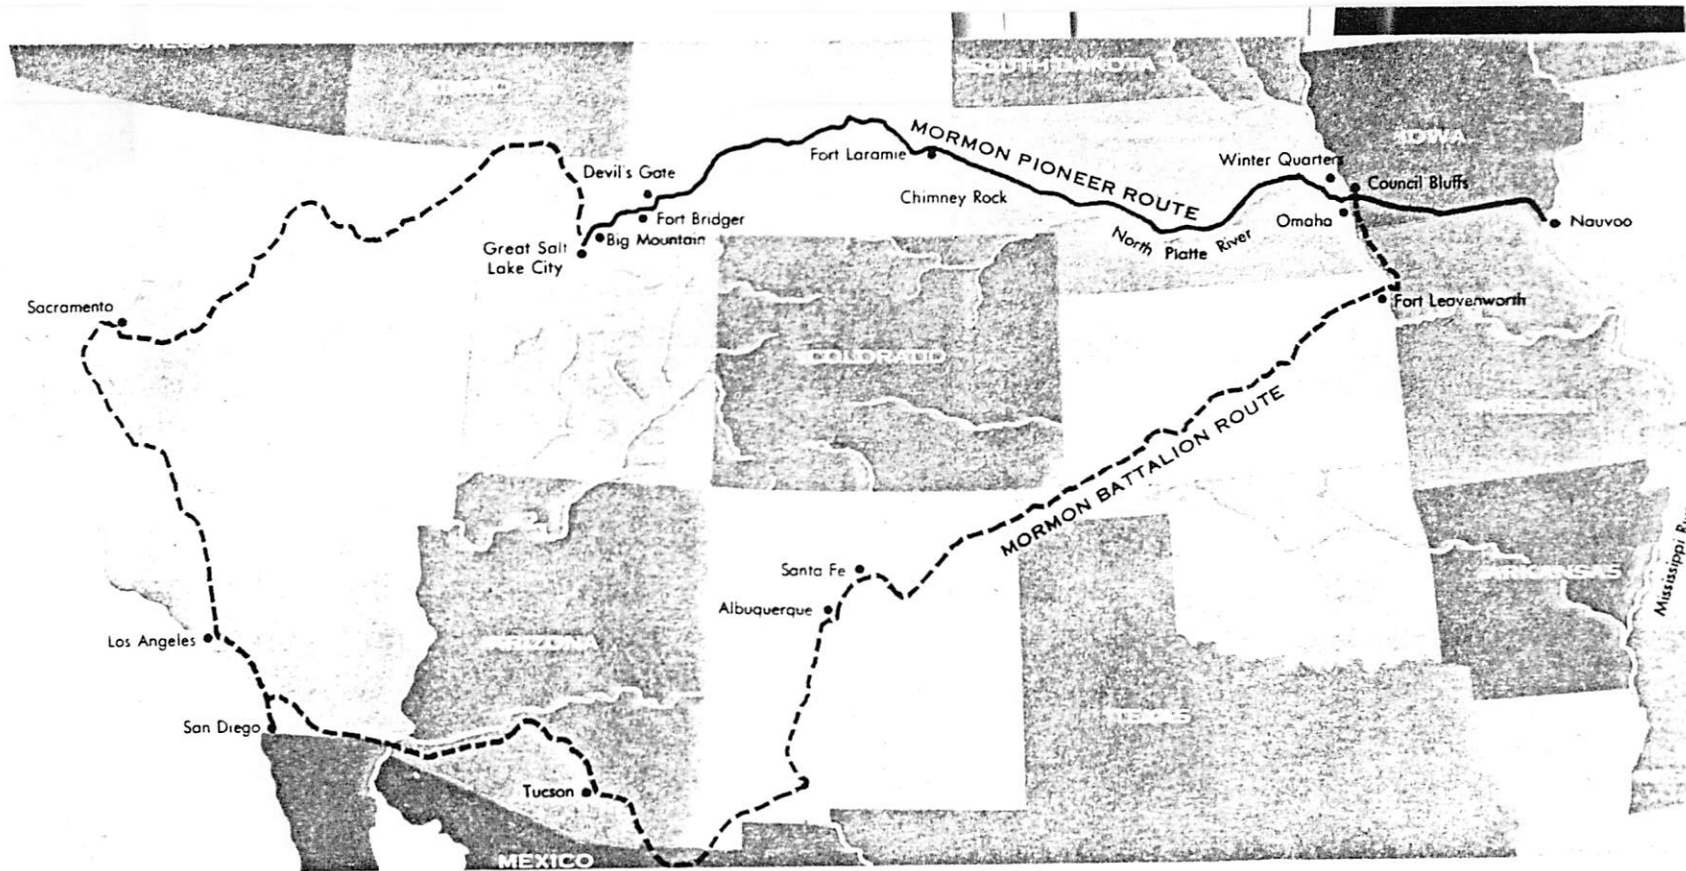 OREGON
SOUTH DAKOTA
IOWA
MORMON PIONEER ROUTE
Fort Laramie
Winter Quarters
Devil's Gate
Council Bluffs
Chimney Rock
Fort Bridger
Omaha
Nauvoo
Big Mountain
North Platte River
Great Salt
Lake City
Sacramento
Fort Leavenworth
COLORADO
MORMON BATTALION ROUTE
Santa Fe
ARKANSAS
Mississippi
Albuquerque
Los Angeles
ARIZONA
San Diego
TEXAS
Tucson
MEXICO